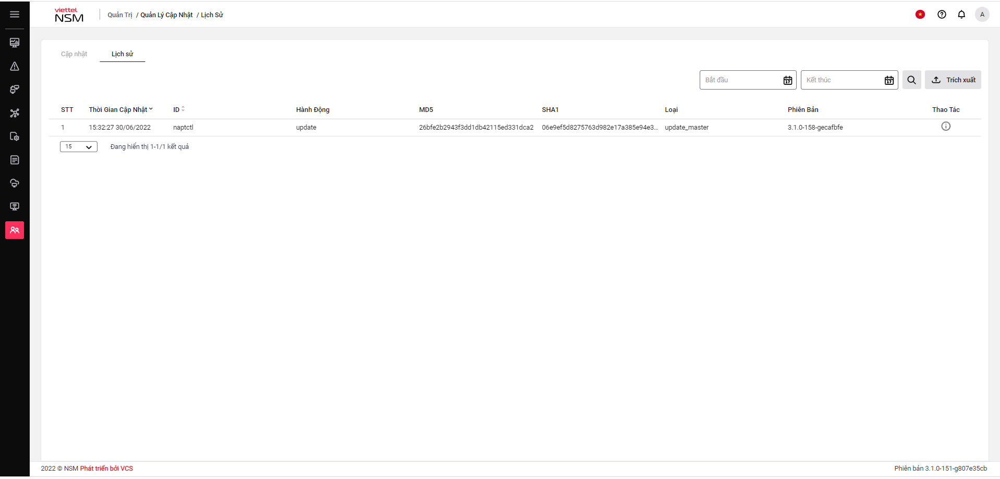 viettel
NSM
Quản Trị / Quản Lý Cập Nhật / Lịch Sử
A
Cập nhật Lịch sử
Bắt đầu Kết thúc Trích xuất
STT Thời Gian Cập Nhật ID Hành Động MD5 SHA1 Loại Phiên Bản Thao Tác
1 15:32:27 30/06/2022 naptctl update 26bfe2b2943f3dd1db42115ed331dca2 06e9ef5d8275763d982e17a385e94e3... update_master 3.1.0-158-gecafbfe
15 Đang hiển thị 1-1/1 kết quả
2022 © NSM Phát triển bởi VCS Phiên bản 3.1.0-151-g807e35cb